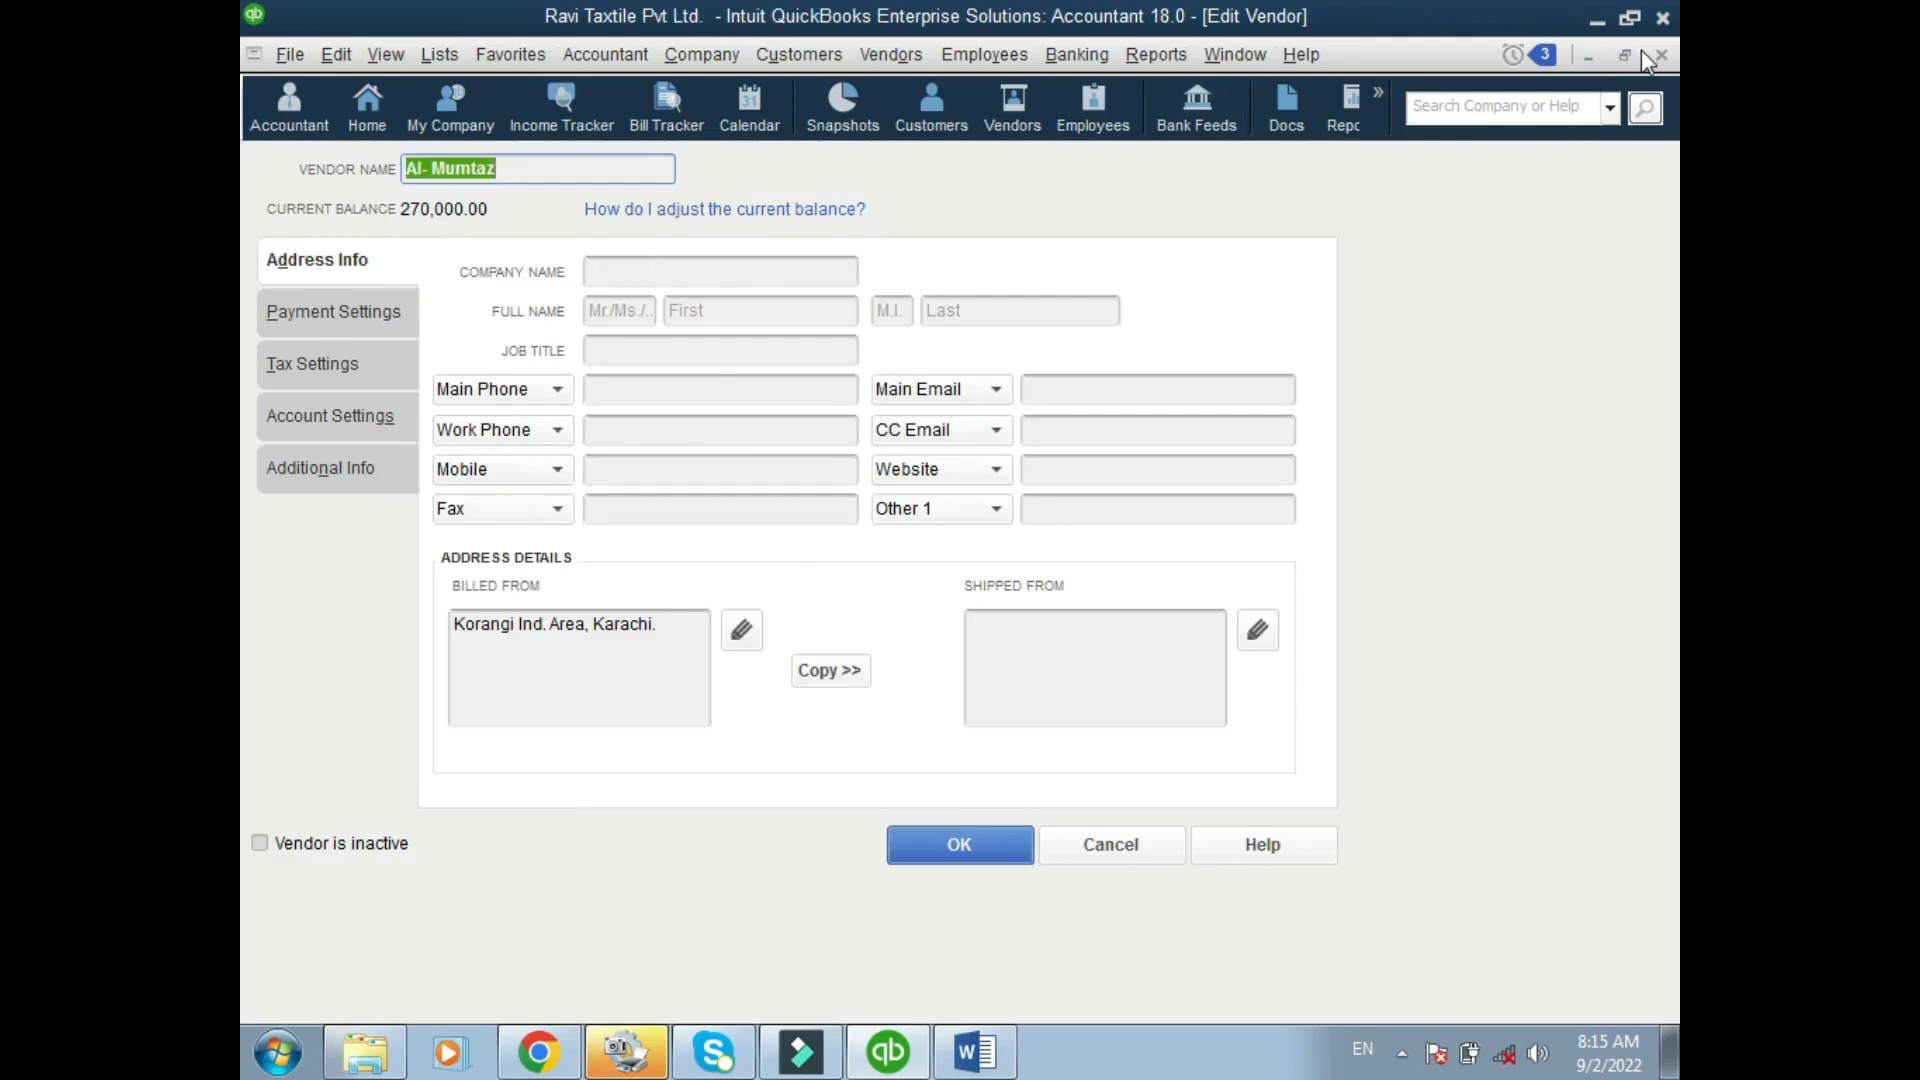 qb
Ravi Taxtile Pvt Ltd. - Intuit QuickBooks Enterprise Solutions: Accountant 18.0 - [Edit Vendor]
File Edit View Lists Favorites Accountant Company Customers Vendors Employees Banking Reports Window Help 3
31
Accountant Home My Company Income Tracker Bill Tracker Calendar Snapshots Customers Vendors Employees Bank Feeds Docs Repo » Search Company or Help
VENDOR NAME Al- Mumtaz
CURRENT BALANCE 270,000.00 How do I adjust the current balance?
Address Info
Payment Settings
Tax Settings
Account Settings
Additional Info
COMPANY NAME
FULL NAME Mr./Ms./.. First M.I. Last
JOB TITLE
Main Phone Main Email
Work Phone CC Email
Mobile Website
Fax Other 1
ADDRESS DETAILS
BILLED FROM SHIPPED FROM
Korangi Ind. Area, Karachi.
Copy >>
Vendor is inactive OK Cancel Help
S qb W EN 8:15 AM
9/2/2022